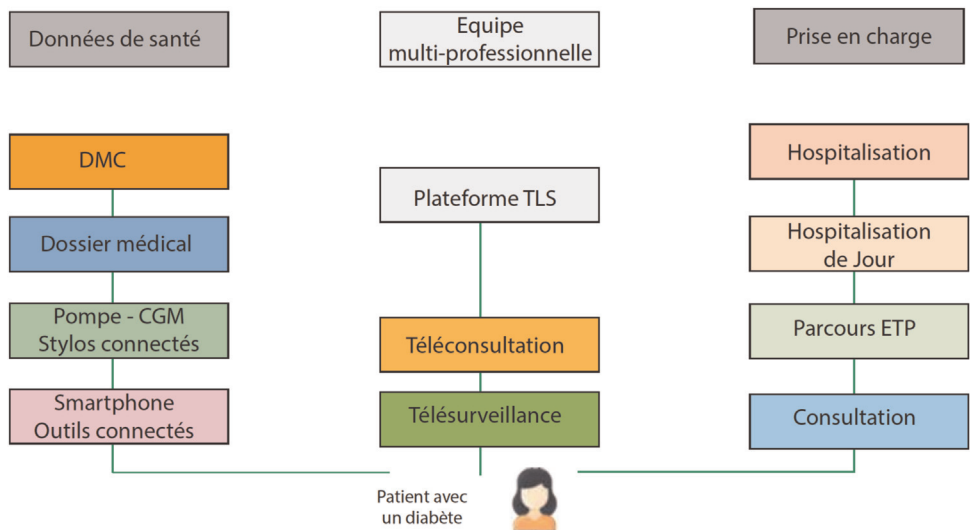 Données de santé
Equipe
multi-professionnelle
Prise en charge
DMC
Dossier médical
Pompe - CGM
Stylos connectés
Smartphone
Outils connectés
Plateforme TLS
Téléconsultation
Télésurveillance
Hospitalisation
Hospitalisation
de Jour
Parcours ETP
Consultation
Patient avec
un diabète